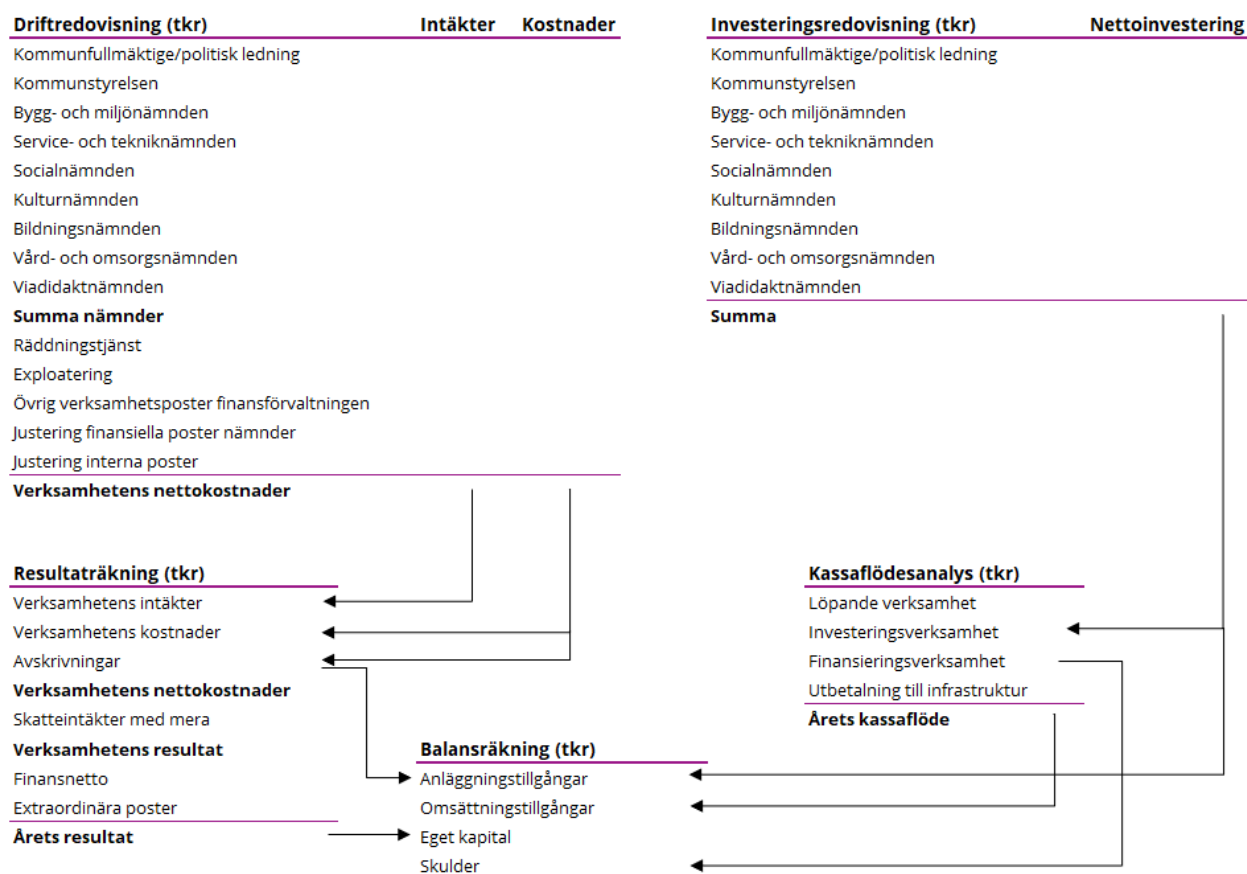 Driftredovisning (tkr) Intäkter Kostnader
Kommunfullmäktige/politisk ledning
Kommunstyrelsen
Bygg- och miljönämnden
Service- och tekniknämnden
Socialnämnden
Kulturnämnden
Bildningsnämnden
Vård- och omsorgsnämnden
Viadidaktnämnden
Summa nämnder
Räddningstjänst
Exploatering
Övrig verksamhetsposter finansförvaltningen
Justering finansiella poster nämnder
Justering interna poster
Verksamhetens nettokostnader
Investeringsredovisning (tkr) Nettoinvestering
Kommunfullmäktige/politisk ledning
Kommunstyrelsen
Bygg- och miljönämnden
Service- och tekniknämnden
Socialnämnden
Kulturnämnden
Bildningsnämnden
Vård- och omsorgsnämnden
Viadidaktnämnden
Summa
Resultaträkning (tkr)
Verksamhetens intäkter
Verksamhetens kostnader
Avskrivningar
Verksamhetens nettokostnader
Skatteintäkter med mera
Verksamhetens resultat
Finansnetto
Extraordinära poster
Årets resultat
Kassaflödesanalys (tkr)
Löpande verksamhet
Investeringsverksamhet
Finansieringsverksamhet
Utbetalning till infrastruktur
Årets kassaflöde
Balansräkning (tkr)
Anläggningstillgångar
Omsättningstillgångar
Eget kapital
Skulder